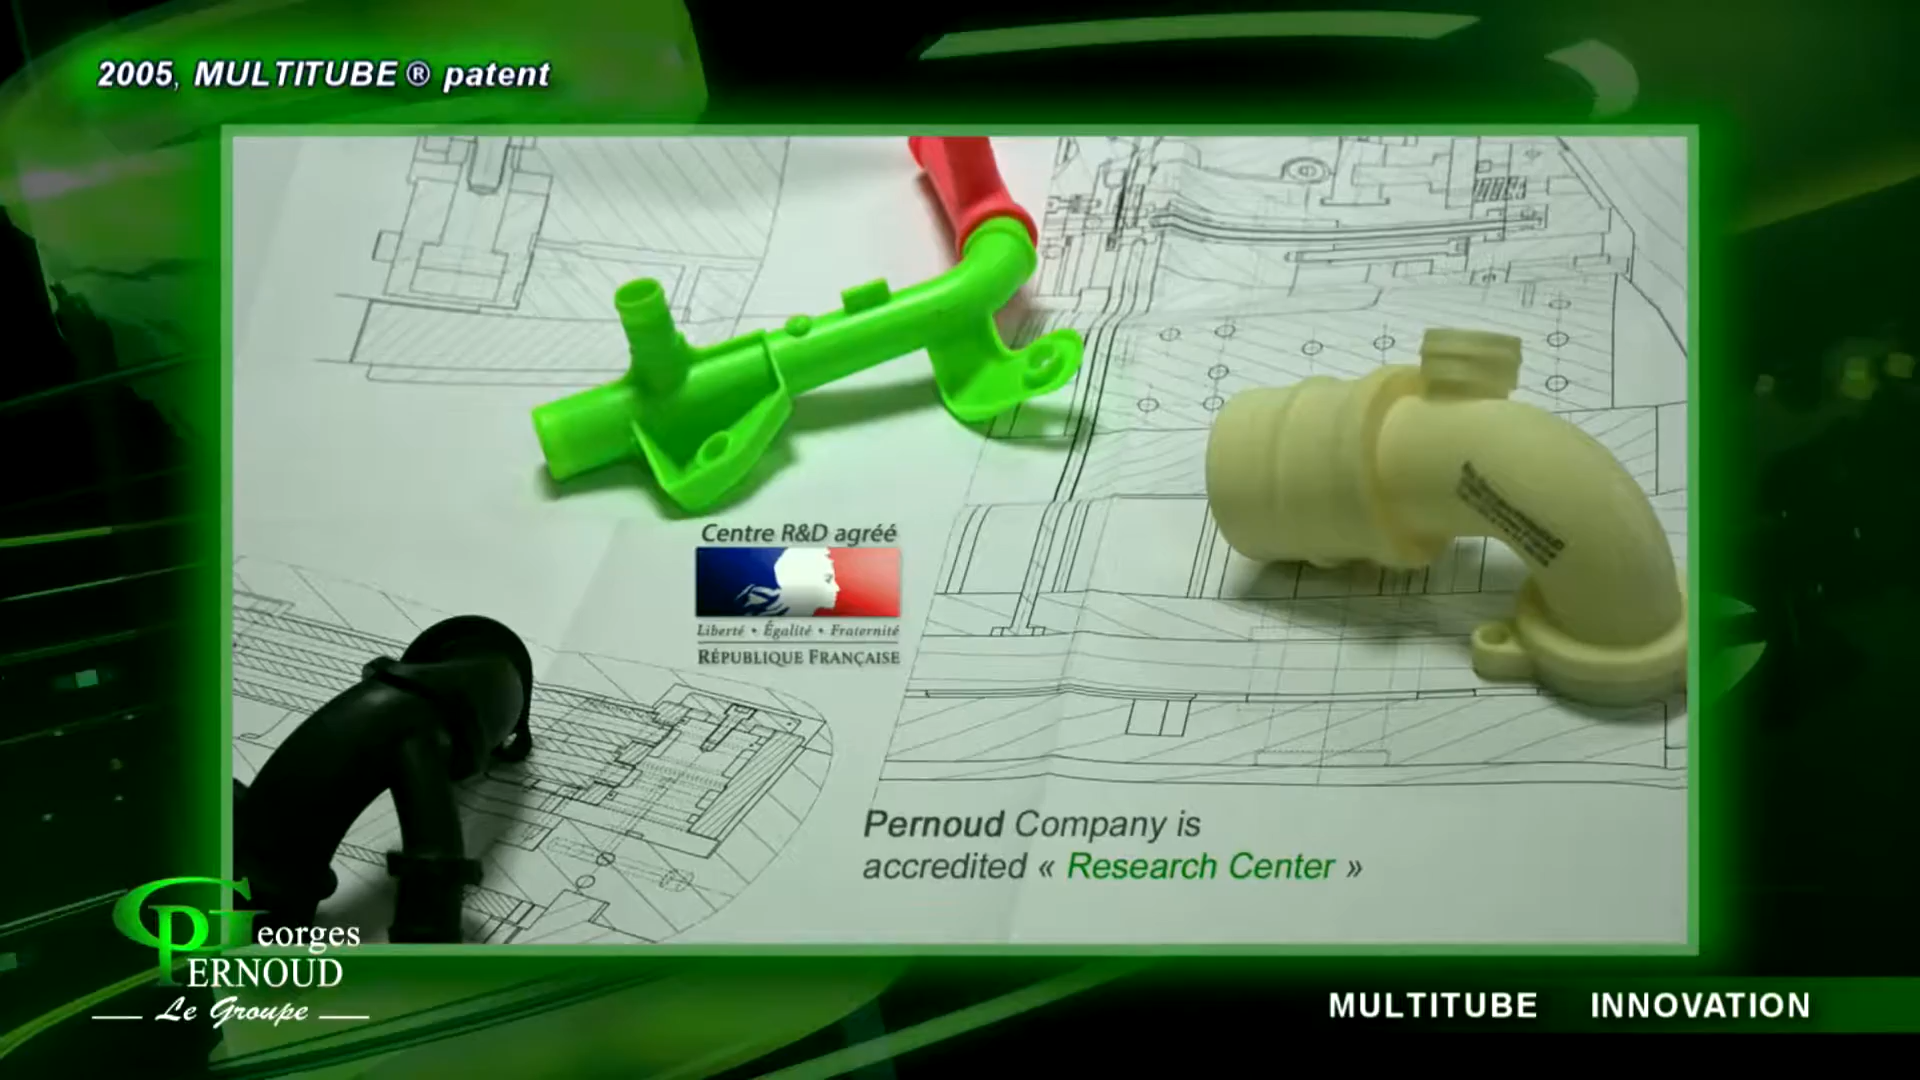 2005, MULTITUBE ® patent
Centre R&D agréé
Liberté • Égalité • Fraternité
RÉPUBLIQUE FRANÇAISE
Pernoud Company is
accredited « Research Center »
Georges
PERNOUD
Le Groupe
MULTITUBE INNOVATION